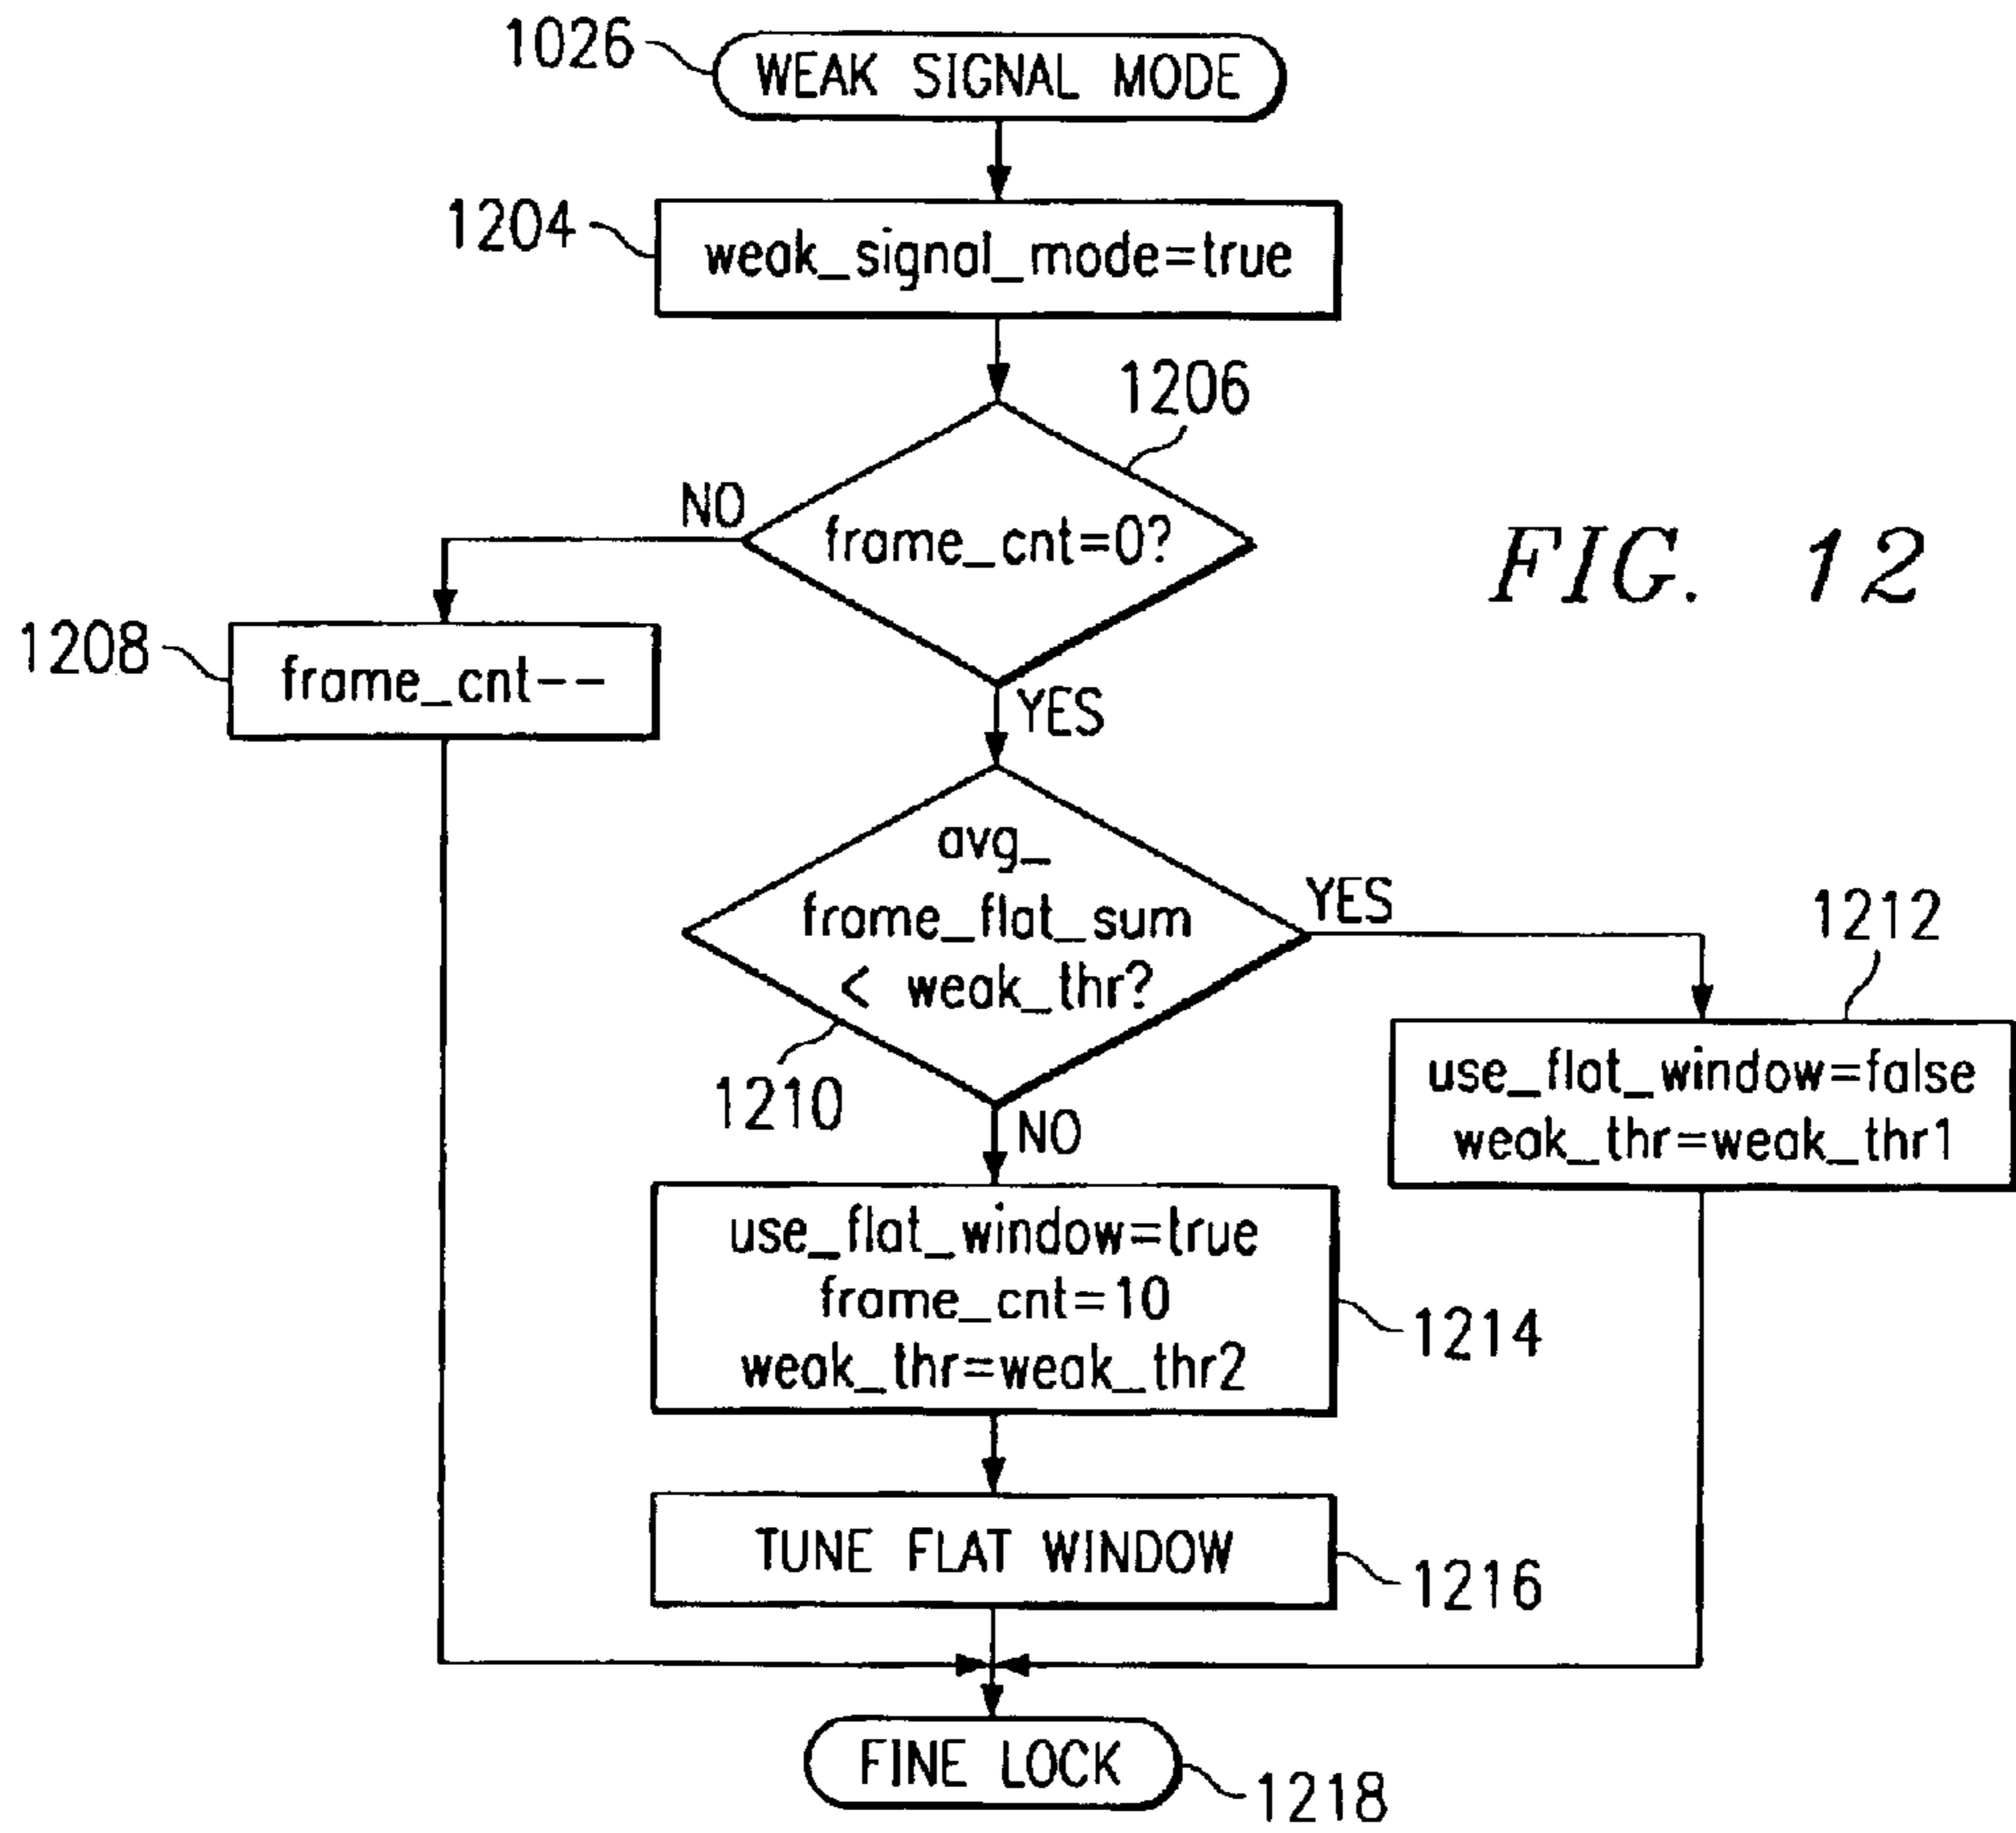 1026
WEAK SIGNAL MODE
1204
weak_signal_mode=true
1206
NO
frame_cnt=0?
FIG. 12
1208
frame_cnt--
YES
avg_
frame_flat_sum
< weak_thr?
YES
1212
1210
NO
use_flat_window=false
weak_thr=weak_thr1
use_flat_window=true
frame_cnt=10
weak_thr=weak_thr2
1214
TUNE FLAT WINDOW
1216
FINE LOCK
1218